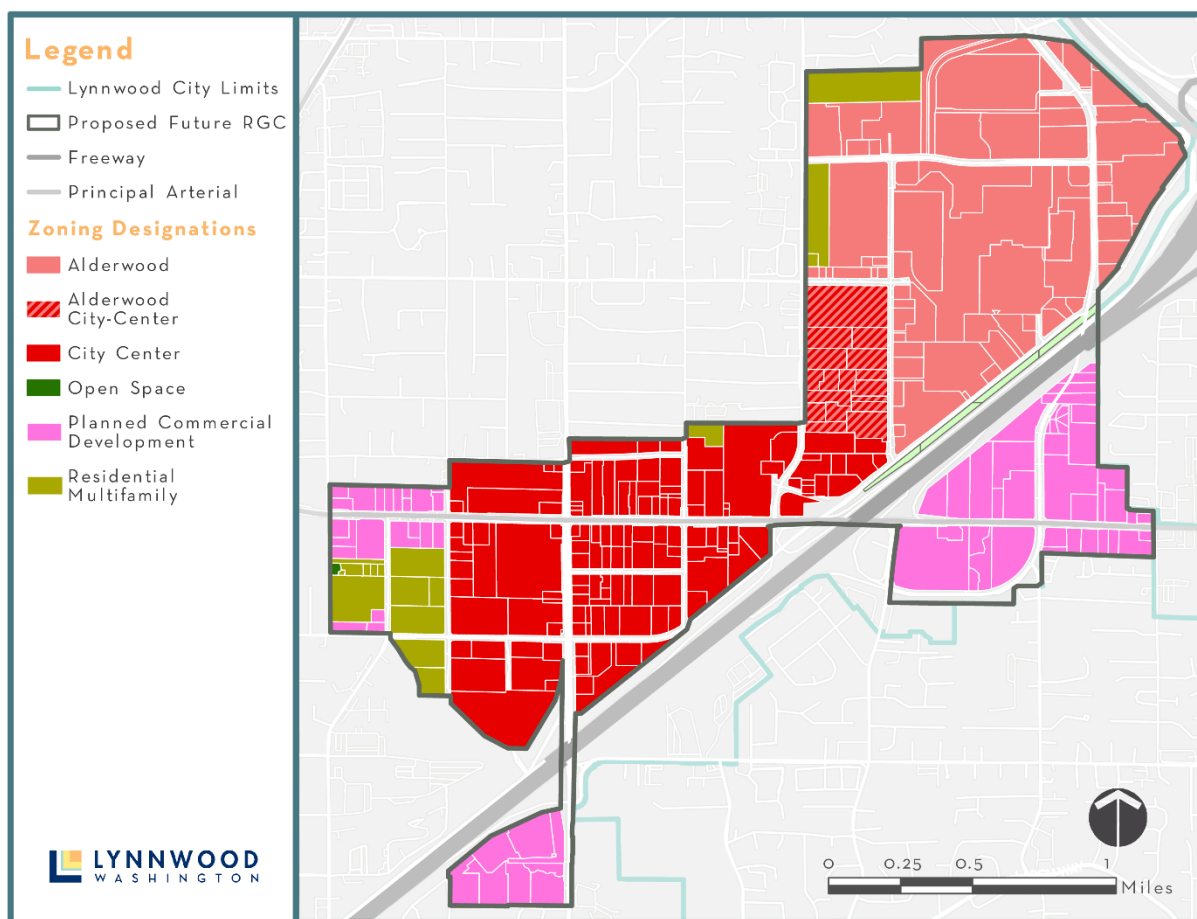 Legend
Lynnwood City Limits
Proposed Future RGC
Freeway
Principal Arterial
Zoning Designations
Alderwood
Alderwood
City-Center
City Center
Open Space
Planned Commercial
Development
Residential
Multifamily
LYNNWOOD
WASHINGTON
0 0.25 0.5 1
Miles